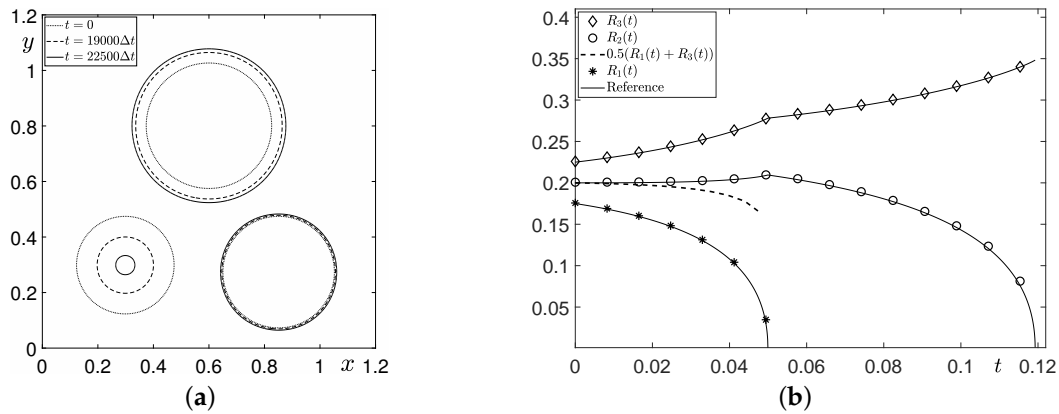 1.2
1
0.8
0.6
0.4
0.2
0
y
t = 0
t = 19000Δt
t = 22500Δt
0 0.2 0.4 0.6 0.8 1 x 1.2
(a)
0.4
0.35
0.3
0.25
0.2
0.15
0.1
0.05
R₃(t)
R₂(t)
0.5(R₁(t) + R₃(t))
R₁(t)
Reference
0 0.02 0.04 0.06 0.08 0.1 t 0.12
(b)